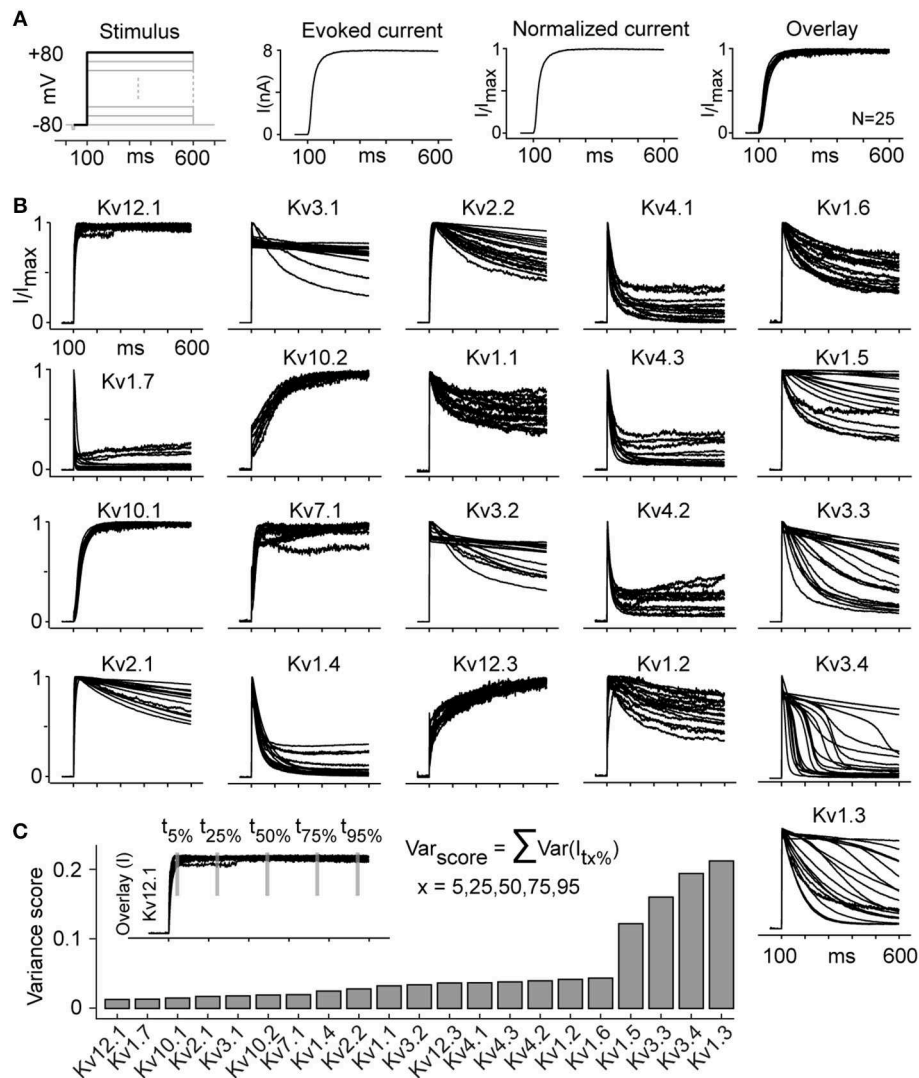 A
Stimulus
Evoked current
Normalized current
Overlay
+80
mV
-80
100 ms 600
8
I(nA)
0
100 ms 600
1
I/Imax
0
100 ms 600
1
I/Imax
0
N=25
100 ms 600
B
Kv12.1
Kv3.1
Kv2.2
Kv4.1
Kv1.6
1
I/Imax
0
100 ms 600
Kv1.7
Kv10.2
Kv1.1
Kv4.3
Kv1.5
1
0
Kv10.1
Kv7.1
Kv3.2
Kv4.2
Kv3.3
1
0
Kv2.1
Kv1.4
Kv12.3
Kv1.2
Kv3.4
1
0
Kv1.3
100 ms 600
C
t5% t25% t50% t75% t95%
Overlay (I)
Kv12.1
Varscore = ∑ Var(Itx%)
x = 5,25,50,75,95
Variance score
0.2
0.1
0
Kv12.1 Kv1.7 Kv10.1 Kv2.1 Kv3.1 Kv10.2 Kv7.1 Kv1.4 Kv2.2 Kv1.1 Kv3.2 Kv12.3 Kv4.1 Kv4.3 Kv4.2 Kv1.2 Kv1.6 Kv1.5 Kv3.3 Kv3.4 Kv1.3